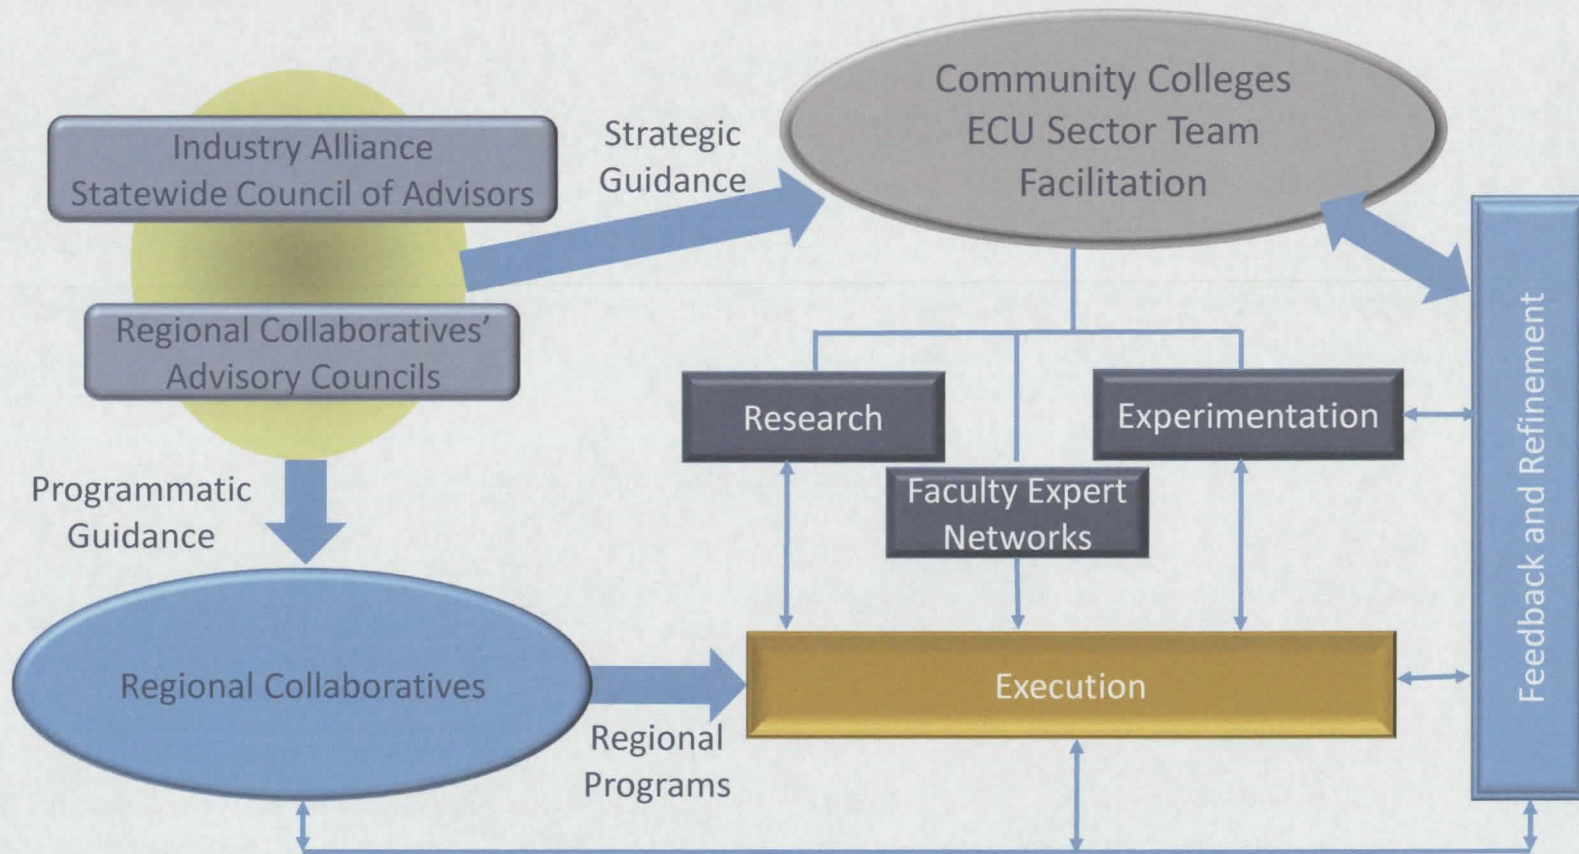 Industry Alliance
Statewide Council of Advisors
Regional Collaboratives'
Advisory Councils
Strategic
Guidance
Community Colleges
ECU Sector Team
Facilitation
Programmatic
Guidance
Research
Experimentation
Faculty Expert
Networks
Regional Collaboratives
Regional
Programs
Execution
Feedback and Refinement